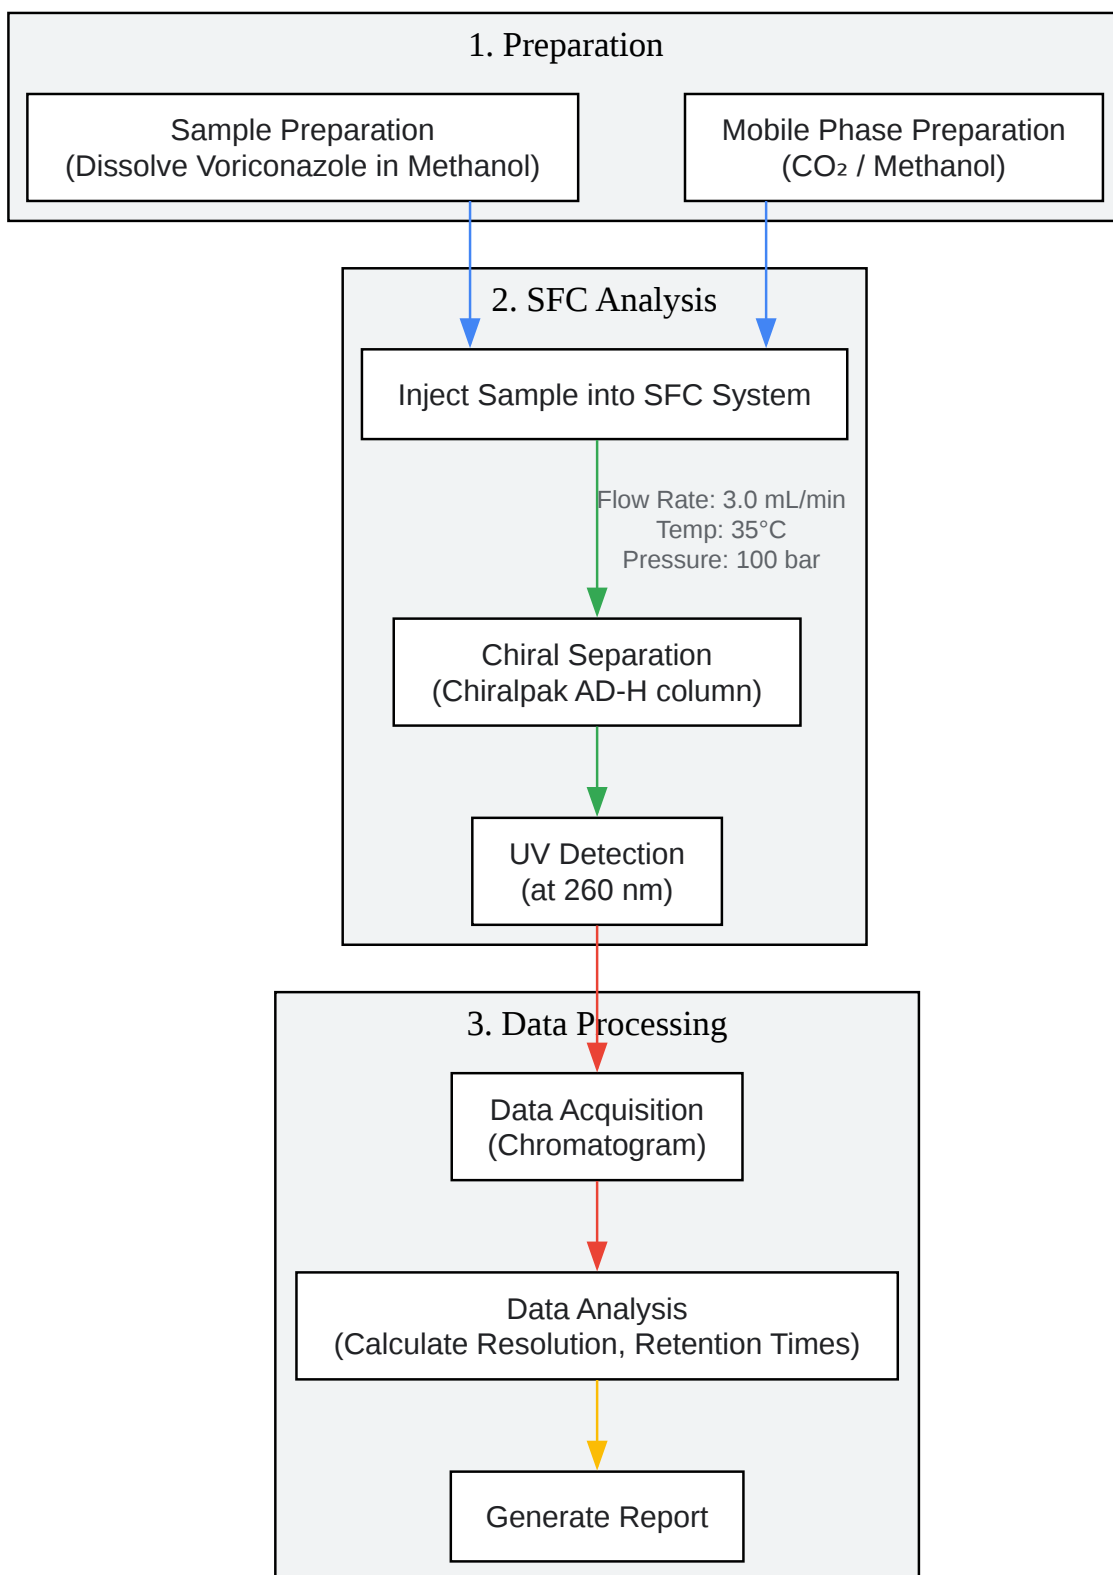 1. Preparation
Sample Preparation
(Dissolve Voriconazole in Methanol)
Mobile Phase Preparation
(CO₂ / Methanol)
2. SFC Analysis
Inject Sample into SFC System
Flow Rate: 3.0 mL/min
Temp: 35°C
Pressure: 100 bar
Chiral Separation
(Chiralpak AD-H column)
UV Detection
(at 260 nm)
3. Data Processing
Data Acquisition
(Chromatogram)
Data Analysis
(Calculate Resolution, Retention Times)
Generate Report